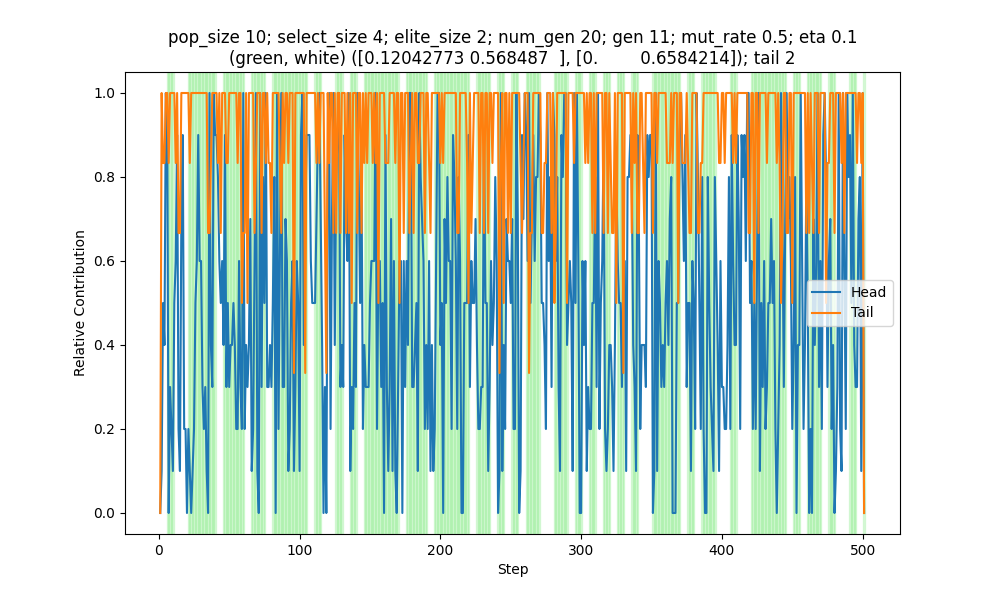 pop_size 10; select_size 4; elite_size 2; num_gen 20; gen 11; mut_rate 0.5; eta 0.1
(green, white) ([0.12042773 0.568487  ], [0.        0.6584214]); tail 2
1.0
0.8
0.6
0.4
0.2
0.0
Relative Contribution
Head
Tail
0 100 200 300 400 500
Step